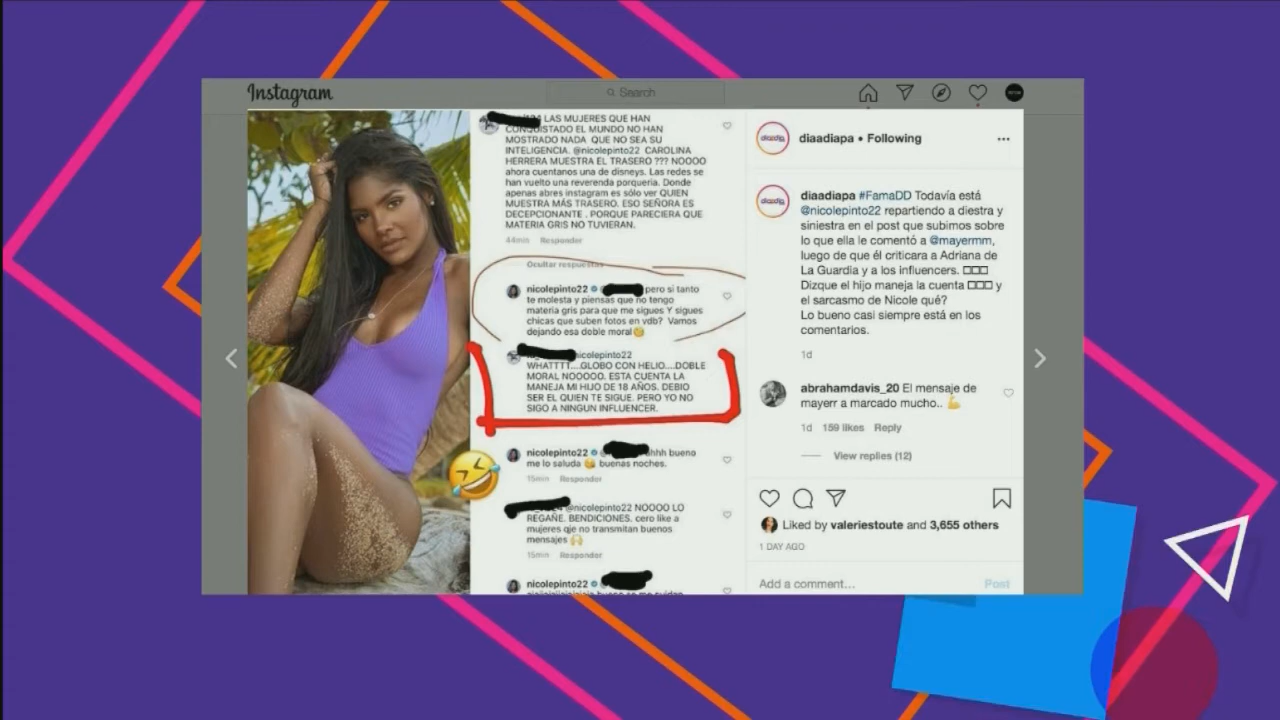 Instagram
Search
LAS MUJERES QUE HAN
CONQUISTADO EL MUNDO NO HAN
MOSTRADO NADA QUE NO SEA SU
INTELIGENCIA. @nicolepinto22 CAROLINA
HERRERA MUESTRA EL TRASERO ??? NOOOO
ahora cuentanos una de disneys. Las redes se
han vuelto una reverenda porqueria. Donde
apenas abres instagram es sólo ver QUIEN
MUESTRA MÁS TRASERO. ESO SEÑORA ES
DECEPCIONANTE . PORQUE PARECIERA QUE
MATERIA GRIS NO TUVIERAN.
44min Responder
Ocultar respuestas
nicolepinto22 @ pero si tanto
te molesta y piensas que no tengo
materia gris para que me sigues Y sigues
chicas que suben fotos en vdb? Vamos
dejando esa doble moral
nicolepinto22
WHATTTT....GLOBO CON HELIO....DOBLE
MORAL NOOOOO. ESTA CUENTA LA
MANEJA MI HIJO DE 18 AÑOS. DEBIO
SER EL QUIEN TE SIGUE. PERO YO NO
SIGO A NINGUN INFLUENCER.
nicolepinto22 @ bueno
me lo saluda 😘 buenas noches.
15min Responder
@nicolepinto22 NOOO LO
REGAÑE. BENDICIONES. cero like a
mujeres qje no transmitan buenos
mensajes 🙌
15min Responder
nicolepinto22 @
diaadiapa • Following
diaadiapa #FamaDD Todavía está
@nicolepinto22 repartiendo a diestra y
siniestra en el post que subimos sobre
lo que ella le comentó a @mayermm,
luego de que él criticara a Adriana de
La Guardia y a los influencers. □□□
Dizque el hijo maneja la cuenta □□□ y
el sarcasmo de Nicole qué?
Lo bueno casi siempre está en los
comentarios.
1d
abrahamdavis_20 El mensaje de
mayerr a marcado mucho.. 💪
1d 159 likes Reply
View replies (12)
Liked by valeriestoute and 3,655 others
1 DAY AGO
Add a comment... Post